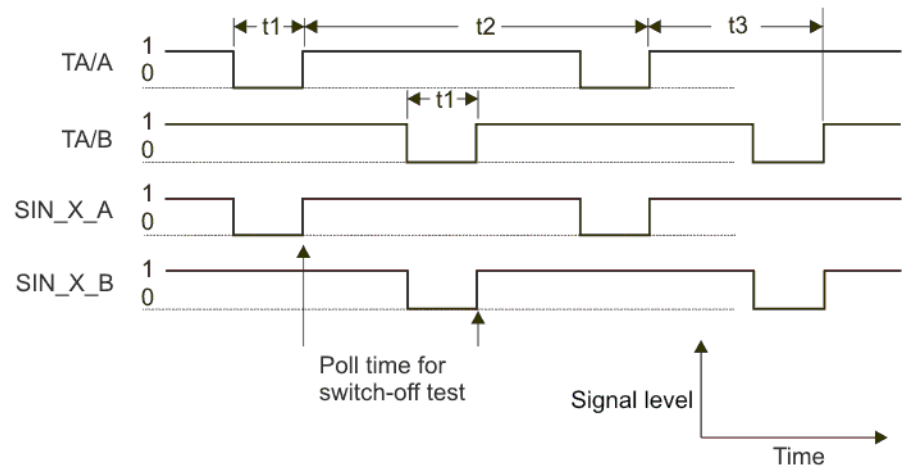 t1
t2
t3
TA/A
1
0
t1
TA/B
1
0
SIN_X_A
1
0
SIN_X_B
1
0
Poll time for
switch-off test
Signal level
Time